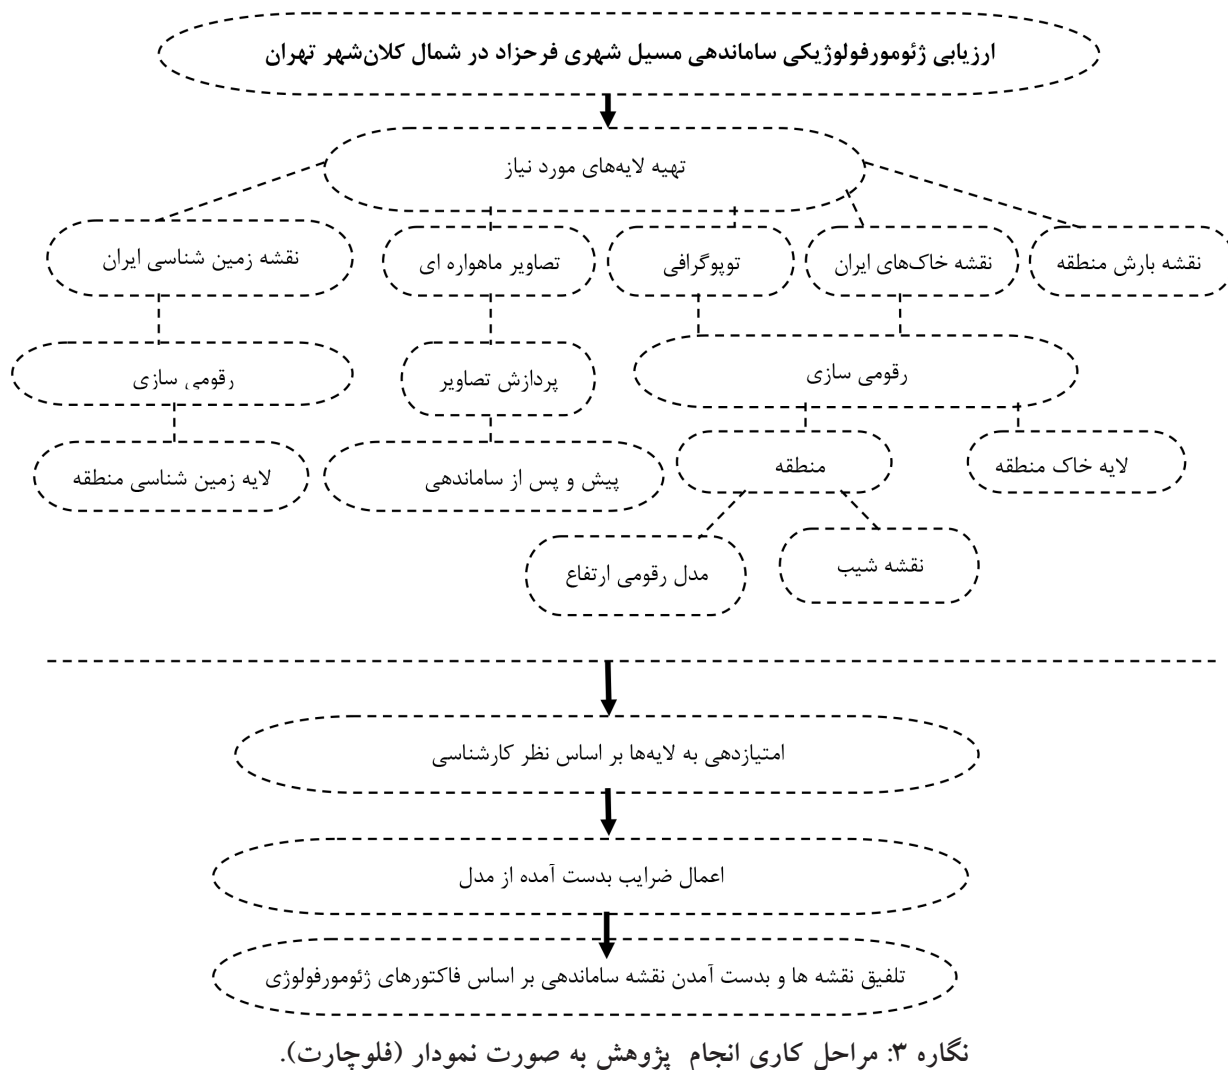 ارزیابی ژئومورفولوژیکی ساماندهی مسیل شهری فرحزاد در شمال کلان‌شهر تهران
تهیه لایه‌های مورد نیاز
نقشه بارش منطقه
نقشه خاک‌های ایران
توپوگرافی
تصاویر ماهواره ای
نقشه زمین شناسی ایران
رقومی سازی
پردازش تصاویر
رقومی سازی
لایه خاک منطقه
منطقه
پیش و پس از ساماندهی
لایه زمین شناسی منطقه
نقشه شیب
مدل رقومی ارتفاع
امتیازدهی به لایه‌ها بر اساس نظر کارشناسی
اعمال ضرایب بدست آمده از مدل
تلفیق نقشه ها و بدست آمدن نقشه ساماندهی بر اساس فاکتورهای ژئومورفولوژی
نگاره ۳: مراحل کاری انجام پژوهش به صورت نمودار (فلوچارت).